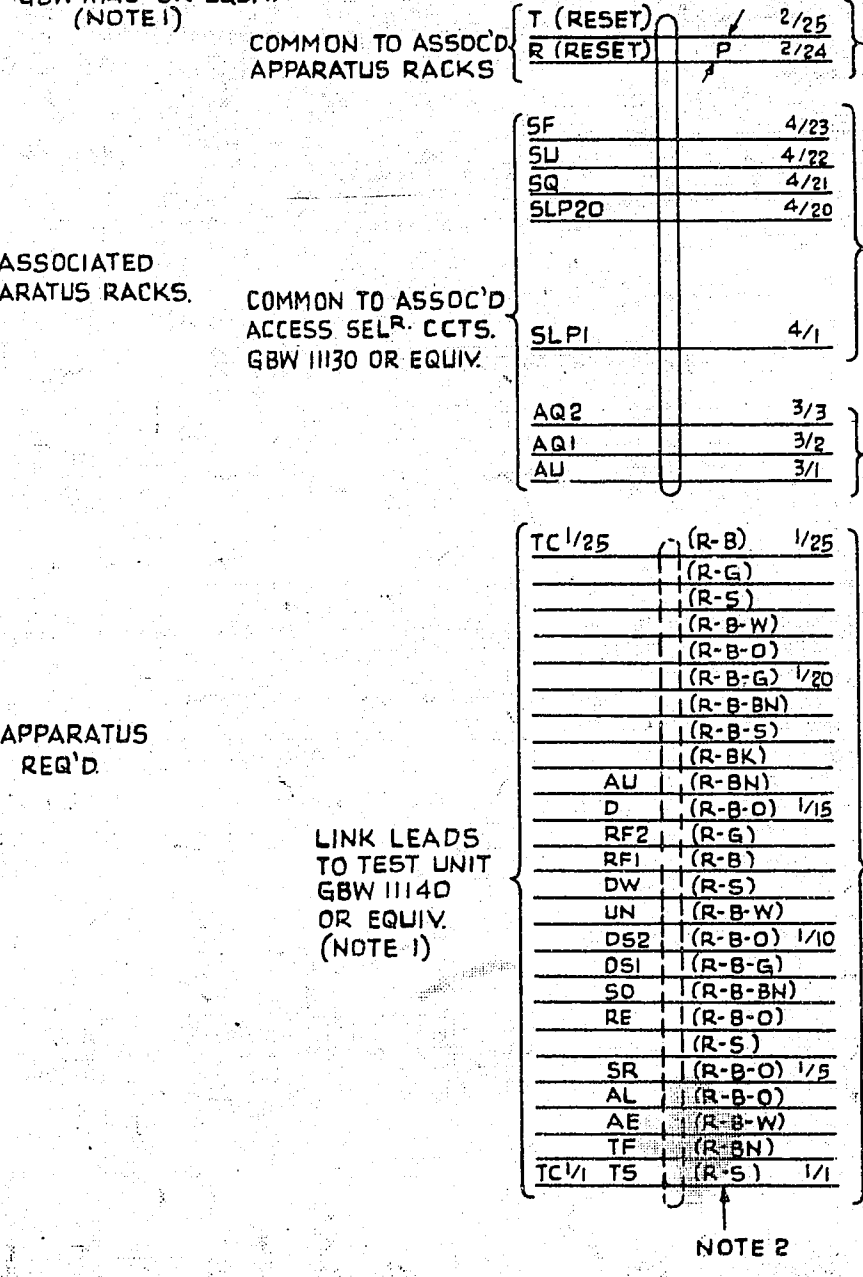 (NOTE 1)
COMMON TO ASSOC'D
APPARATUS RACKS
T (RESET) 2/25
R (RESET) P 2/24
SF 4/23
SU 4/22
SQ 4/21
SLP20 4/20
ASSOCIATED
ARATUS RACKS.
COMMON TO ASSOC'D
ACCESS SELR. CCTS.
GBW 11130 OR EQUIV.
SLP1 4/1
AQ2 3/3
AQ1 3/2
AU 3/1
TC 1/25 (R-B) 1/25
(R-G)
(R-S)
(R-B-W)
(R-B-O)
(R-B-G) 1/20
(R-B-BN)
(R-B-S)
(R-BK)
APPARATUS
REQ'D.
AU (R-BN)
D (R-B-O) 1/15
RF2 (R-G)
RF1 (R-B)
DW (R-S)
UN (R-B-W)
DS2 (R-B-O) 1/10
DS1 (R-B-G)
SO (R-B-BN)
RE (R-B-O)
(R-S)
SR (R-B-O) 1/5
AL (R-B-O)
AE (R-B-W)
TF (R-BN)
TC 1/1 TS (R-S) 1/1
LINK LEADS
TO TEST UNIT
GBW 11140
OR EQUIV.
(NOTE 1)
NOTE 2